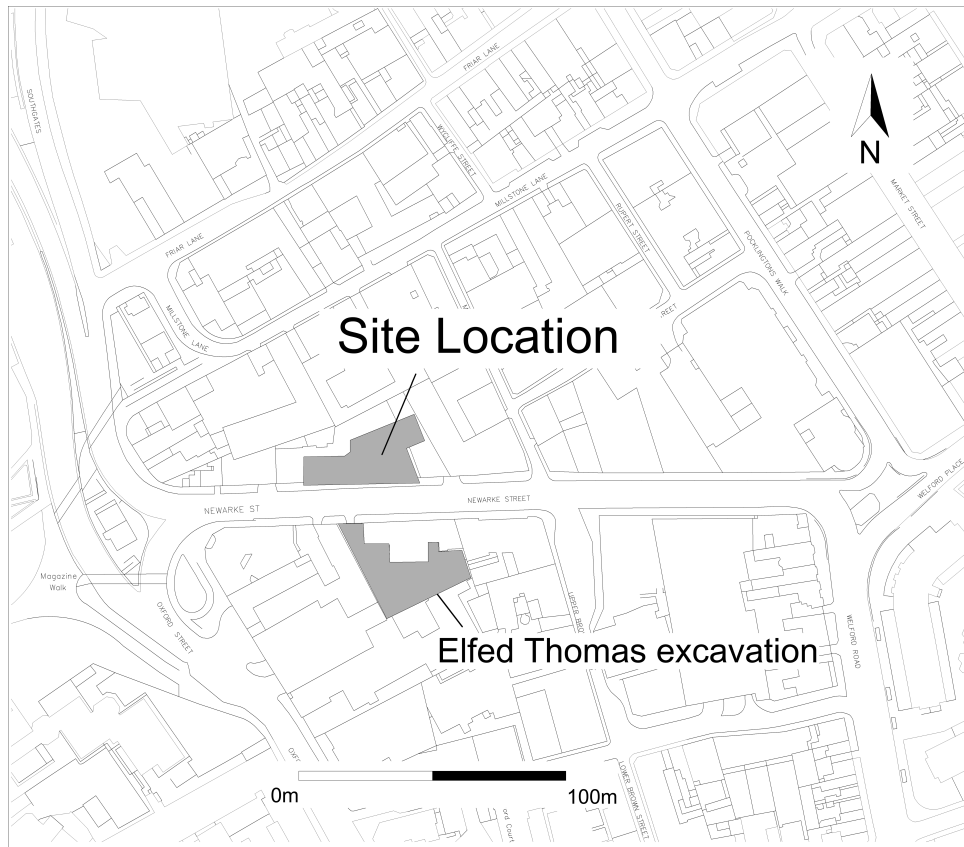 FRIAR LANE
SOUTHGATES
WYCLIFFE STREET
N
MARKET STREET
MILLSTONE LANE
RUPERT STREET
POCKLINGTONS WALK
FRIAR LANE
MILLSTONE LANE
Site Location
WELFORD PLACE
NEWARKE STREET
NEWARKE ST
Magazine
Walk
OXFORD STREET
WELFORD ROAD
Elfed Thomas excavation
LOWER BROWN STREET
0m
100m